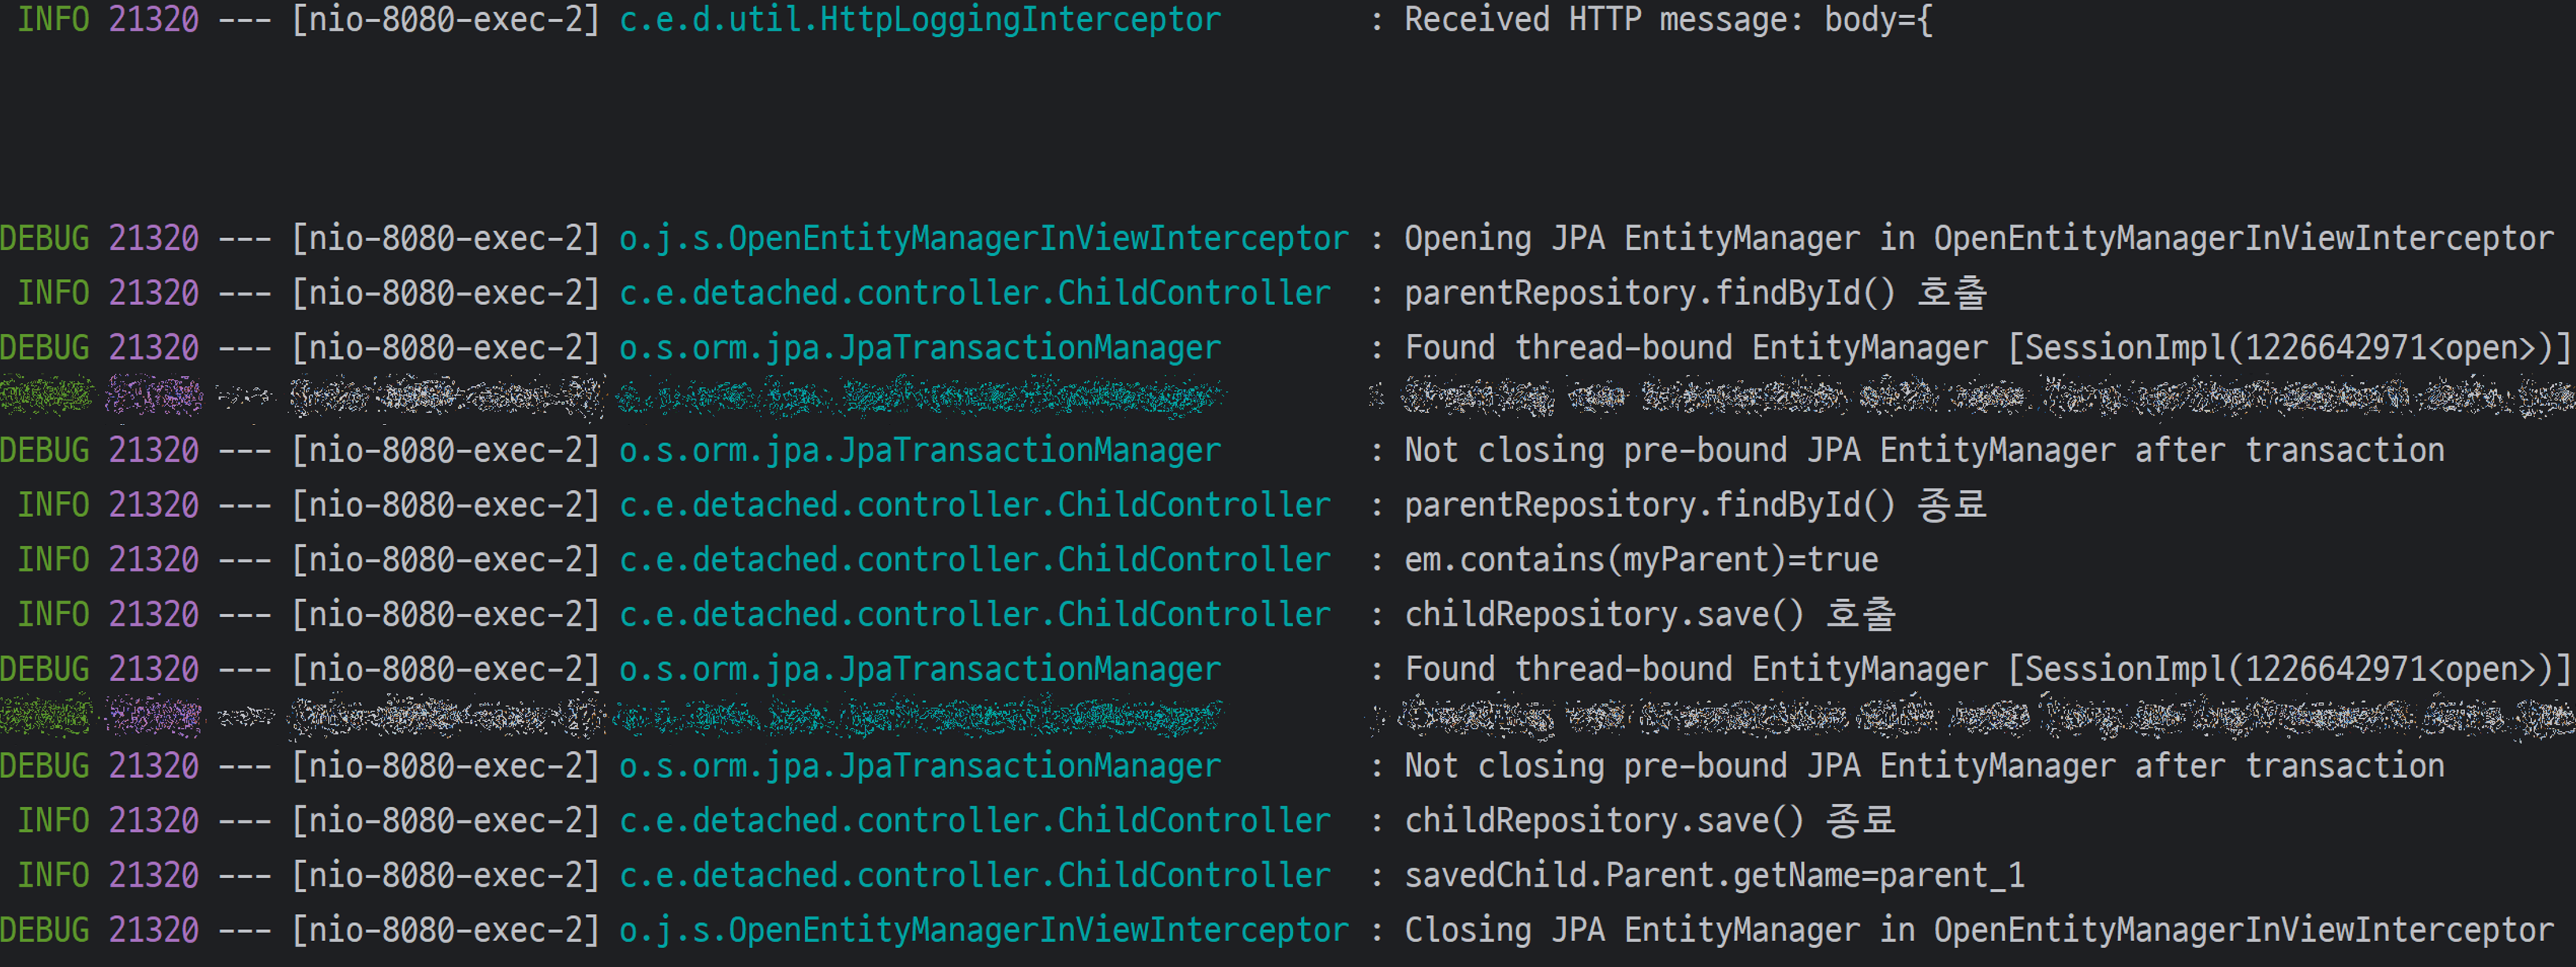 INFO 21320 --- [nio-8080-exec-2] c.e.d.util.HttpLoggingInterceptor : Received HTTP message: body={
DEBUG 21320 --- [nio-8080-exec-2] o.j.s.OpenEntityManagerInViewInterceptor : Opening JPA EntityManager in OpenEntityManagerInViewInterceptor
INFO 21320 --- [nio-8080-exec-2] c.e.detached.controller.ChildController : parentRepository.findById() 호출
DEBUG 21320 --- [nio-8080-exec-2] o.s.orm.jpa.JpaTransactionManager : Found thread-bound EntityManager [SessionImpl(1226642971<open>)]
DEBUG 21320 --- [nio-8080-exec-2] o.s.orm.jpa.JpaTransactionManager : Not closing pre-bound JPA EntityManager after transaction
INFO 21320 --- [nio-8080-exec-2] c.e.detached.controller.ChildController : parentRepository.findById() 종료
INFO 21320 --- [nio-8080-exec-2] c.e.detached.controller.ChildController : em.contains(myParent)=true
INFO 21320 --- [nio-8080-exec-2] c.e.detached.controller.ChildController : childRepository.save() 호출
DEBUG 21320 --- [nio-8080-exec-2] o.s.orm.jpa.JpaTransactionManager : Found thread-bound EntityManager [SessionImpl(1226642971<open>)]
DEBUG 21320 --- [nio-8080-exec-2] o.s.orm.jpa.JpaTransactionManager : Not closing pre-bound JPA EntityManager after transaction
INFO 21320 --- [nio-8080-exec-2] c.e.detached.controller.ChildController : childRepository.save() 종료
INFO 21320 --- [nio-8080-exec-2] c.e.detached.controller.ChildController : savedChild.Parent.getName=parent_1
DEBUG 21320 --- [nio-8080-exec-2] o.j.s.OpenEntityManagerInViewInterceptor : Closing JPA EntityManager in OpenEntityManagerInViewInterceptor